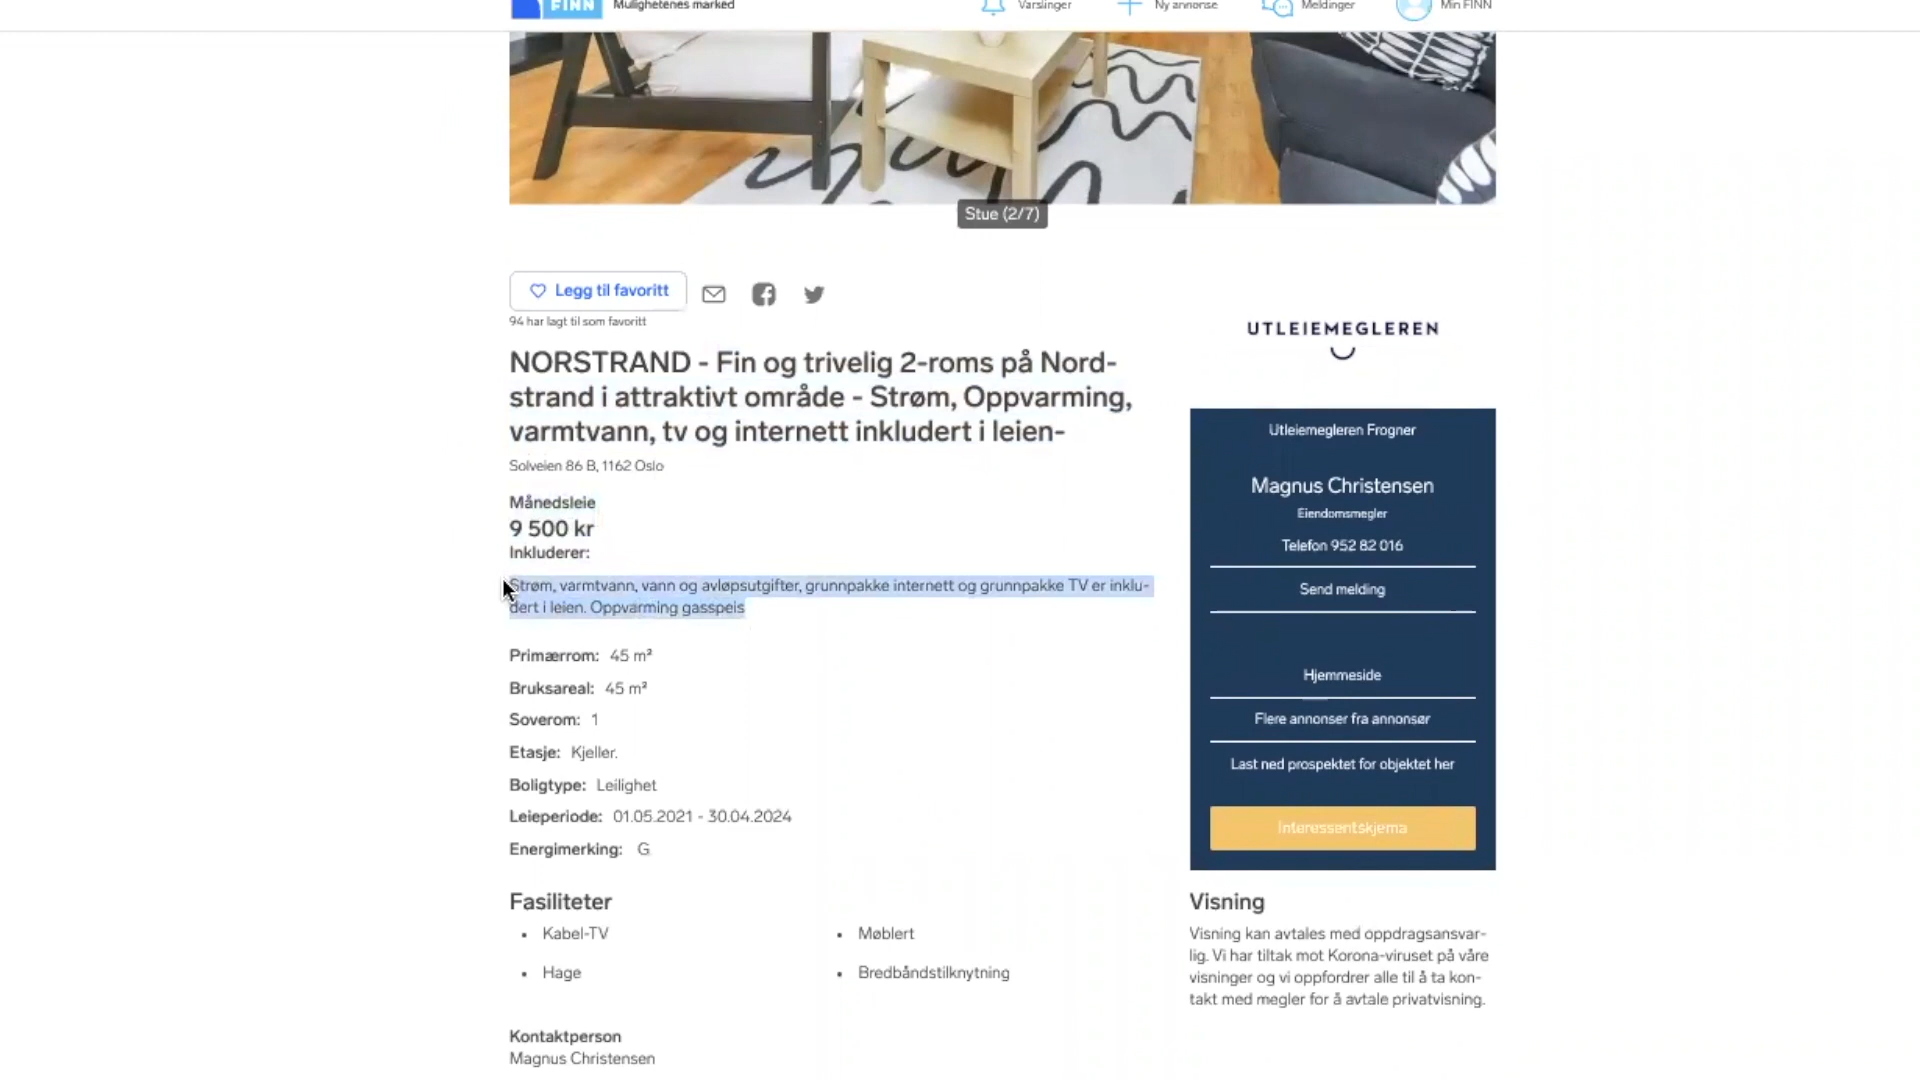 FINN
Mulighetenes marked
Varslinger
Ny annonse
Meldinger
Min FINN
Stue (2/7)
Legg til favoritt
94 har lagt til som favoritt
NORSTRAND - Fin og trivelig 2-roms på Nord-
strand i attraktivt område - Strøm, Oppvarming,
varmtvann, tv og internett inkludert i leien-
Solveien 86 B, 1162 Oslo
Månedsleie
9 500 kr
Inkluderer:
Strøm, varmtvann, vann og avløpsutgifter, grunnpakke internett og grunnpakke TV er inklu-
dert i leien. Oppvarming gasspeis
Primærrom: 45 m²
Bruksareal: 45 m²
Soverom: 1
Etasje: Kjeller.
Boligtype: Leilighet
Leieperiode: 01.05.2021 - 30.04.2024
Energimerking: G
Fasiliteter
• Kabel-TV
• Møblert
• Hage
• Bredbåndstilknytning
Kontaktperson
Magnus Christensen
UTLEIEMEGLEREN
Utleiemegleren Frogner
Magnus Christensen
Eiendomsmegler
Telefon 952 82 016
Send melding
Hjemmeside
Flere annonser fra annonsør
Last ned prospektet for objektet her
Interessentskjema
Visning
Visning kan avtales med oppdragsansvar-
lig. Vi har tiltak mot Korona-viruset på våre
visninger og vi oppfordrer alle til å ta kon-
takt med megler for å avtale privatvisning.